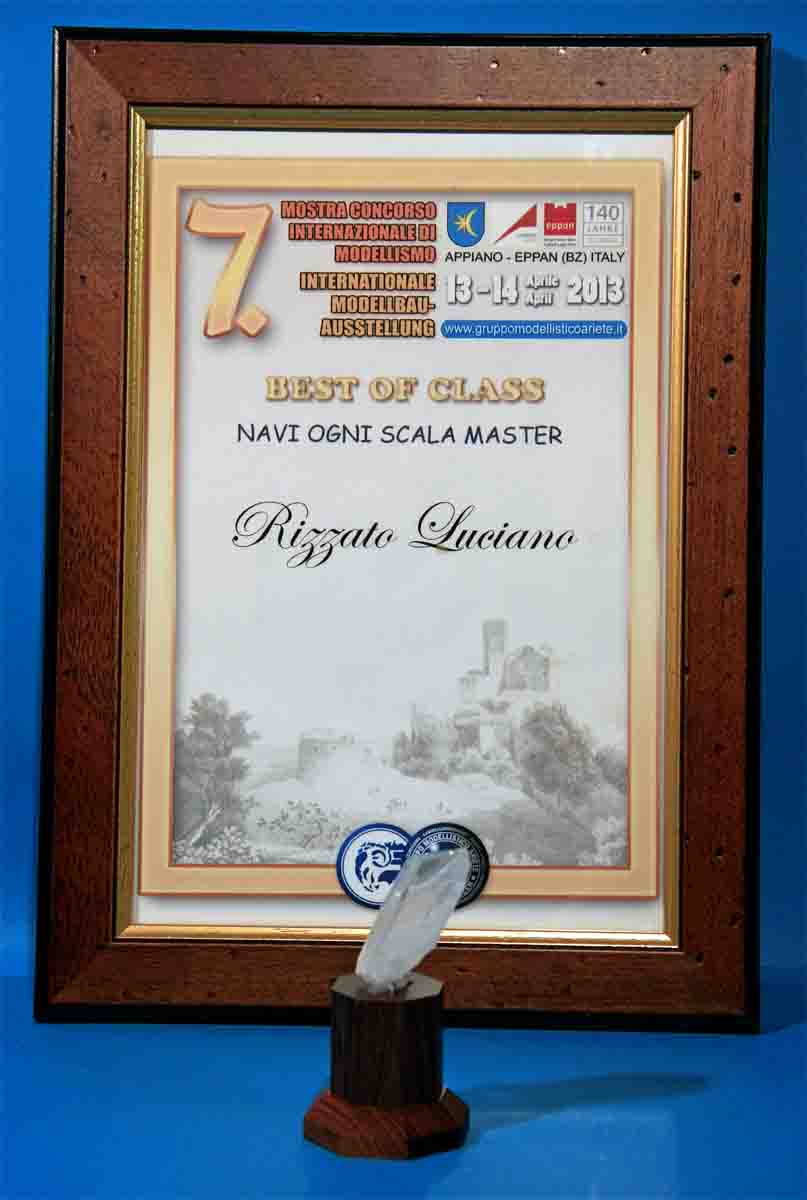 7.
MOSTRA CONCORSO
INTERNAZIONALE DI
MODELLISMO
INTERNATIONALE
MODELLBAU-
AUSSTELLUNG
eppan
140
JAHRE
APPIANO - EPPAN (BZ) ITALY
13-14 Aprile April 2013
www.gruppomodellisticoariete.it
BEST OF CLASS
NAVI OGNI SCALA MASTER
Rizzato Luciano